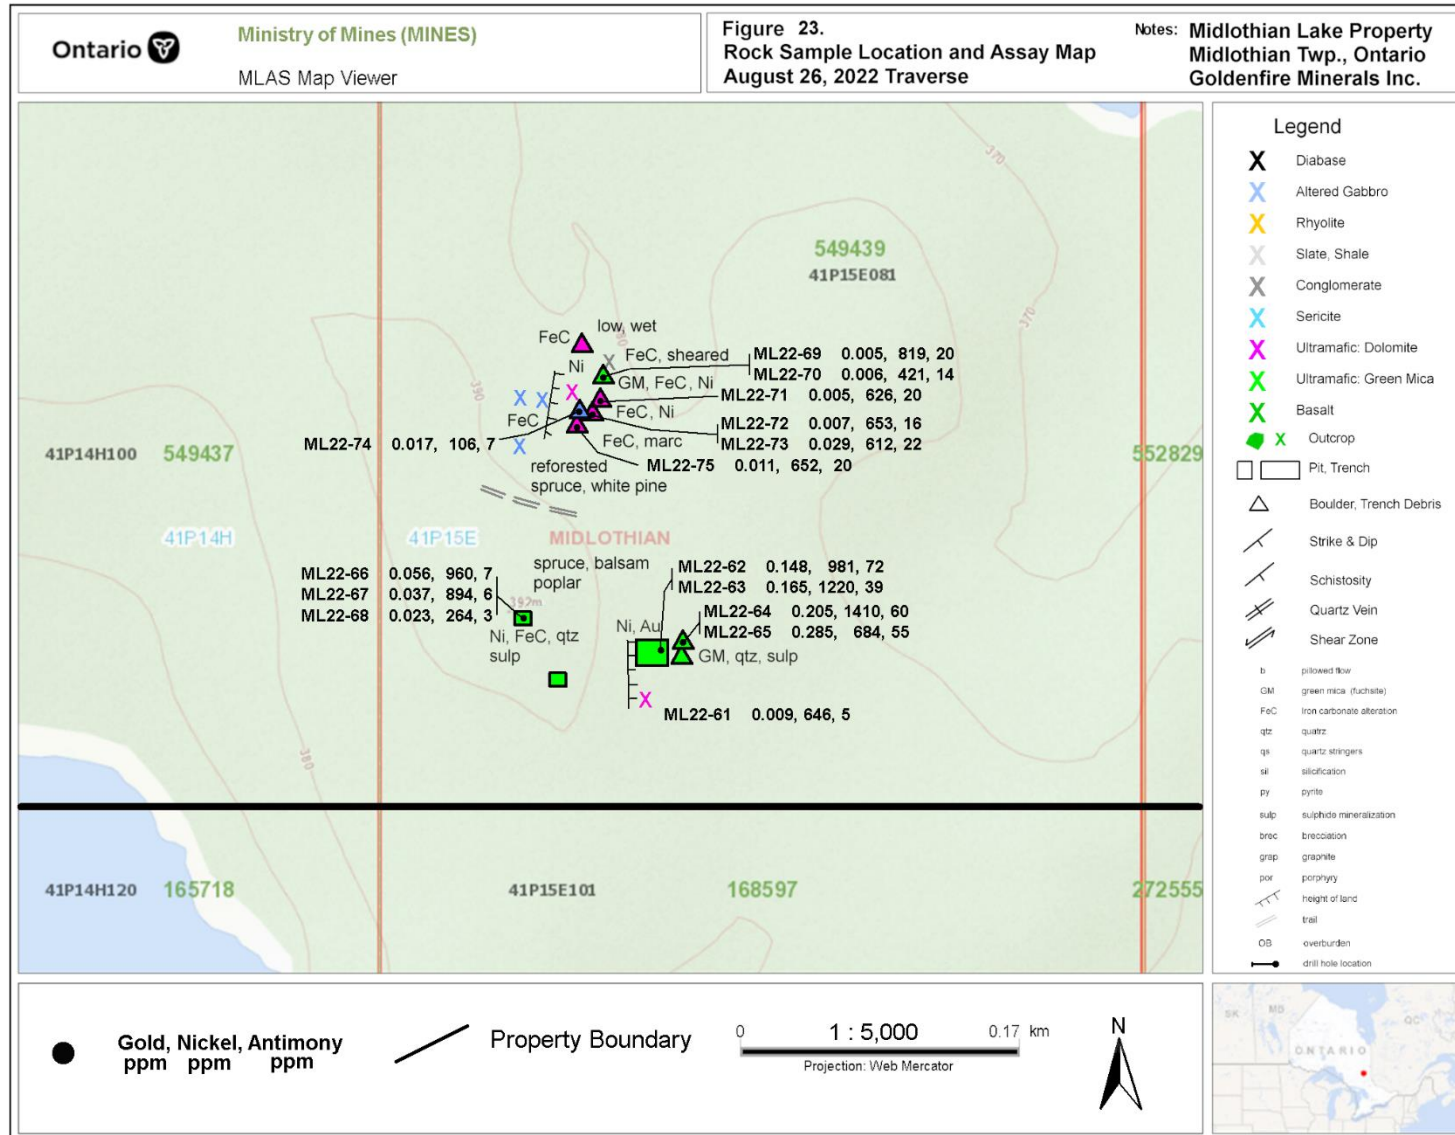 Ontario
Ministry of Mines (MINES)
MLAS Map Viewer
Figure 23.
Rock Sample Location and Assay Map
August 26, 2022 Traverse
Notes: Midlothian Lake Property
Midlothian Twp., Ontario
Goldenfire Minerals Inc.
370
549439
41P15E081
370
390
low, wet
FeC
FeC, sheared
Ni
GM, FeC, Ni
ML22-69 0.005, 819, 20
ML22-70 0.006, 421, 14
ML22-71 0.005, 626, 20
FeC
FeC, Ni
ML22-72 0.007, 653, 16
ML22-73 0.029, 612, 22
ML22-74 0.017, 106, 7
FeC, marc
ML22-75 0.011, 652, 20
41P14H100 549437
552829
reforested
spruce, white pine
41P14H
41P15E
MIDLOTHIAN
spruce, balsam
poplar
ML22-66 0.056, 960, 7
ML22-67 0.037, 894, 6
ML22-68 0.023, 264, 3
392m
Ni, FeC, qtz
sulp
ML22-62 0.148, 981, 72
ML22-63 0.165, 1220, 39
ML22-64 0.205, 1410, 60
ML22-65 0.285, 684, 55
Ni, Au
GM, qtz, sulp
ML22-61 0.009, 646, 5
380
41P14H120 165718
41P15E101
168597
272555
Legend
X Diabase
X Altered Gabbro
X Rhyolite
X Slate, Shale
X Conglomerate
X Sericite
X Ultramafic: Dolomite
X Ultramafic: Green Mica
X Basalt
X Outcrop
Pit, Trench
Boulder, Trench Debris
Strike & Dip
Schistosity
Quartz Vein
Shear Zone
b pillowed flow
GM green mica (fuchsite)
FeC Iron carbonate alteration
qtz quatrz
qs quartz stringers
sil silicification
py pyrite
sulp sulphide mineralization
brec brecciation
grap graphite
por porphyry
height of land
trail
OB overburden
drill hole location
Gold, Nickel, Antimony
ppm ppm ppm
Property Boundary
0 1 : 5,000 0.17 km
Projection: Web Mercator
N
SK
MB
ONTARIO
QC